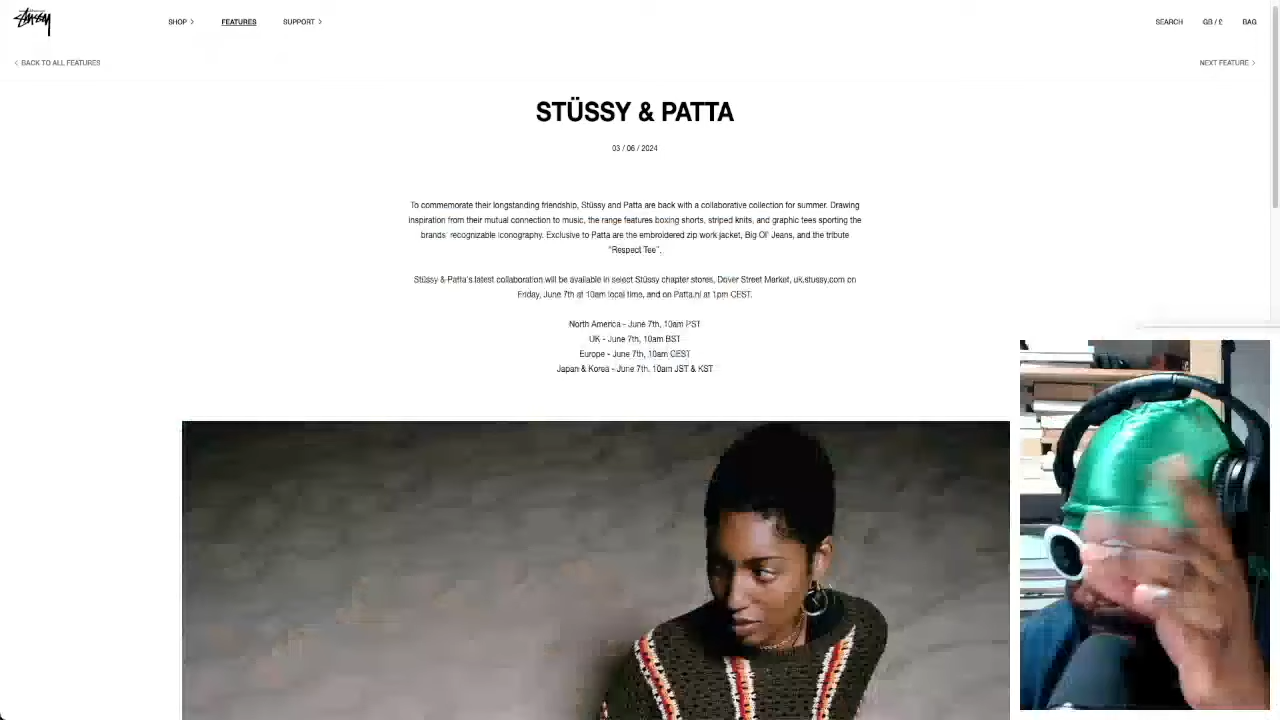 Stüssy
SHOP >
FEATURES
SUPPORT >
SEARCH
GB / £
BAG
< BACK TO ALL FEATURES
NEXT FEATURE >
STÜSSY & PATTA
03 / 06 / 2024
To commemorate their longstanding friendship, Stüssy and Patta are back with a collaborative collection for summer. Drawing
inspiration from their mutual connection to music, the range features boxing shorts, striped knits, and graphic tees sporting the
brands' recognizable iconography. Exclusive to Patta are the embroidered zip work jacket, Big Ol' Jeans, and the tribute
"Respect Tee".
Stüssy & Patta's latest collaboration will be available in select Stüssy chapter stores, Dover Street Market, uk.stussy.com on
Friday, June 7th at 10am local time, and on Patta.nl at 1pm CEST.
North America - June 7th, 10am PST
UK - June 7th, 10am BST
Europe - June 7th, 10am CEST
Japan & Korea - June 7th, 10am JST & KST